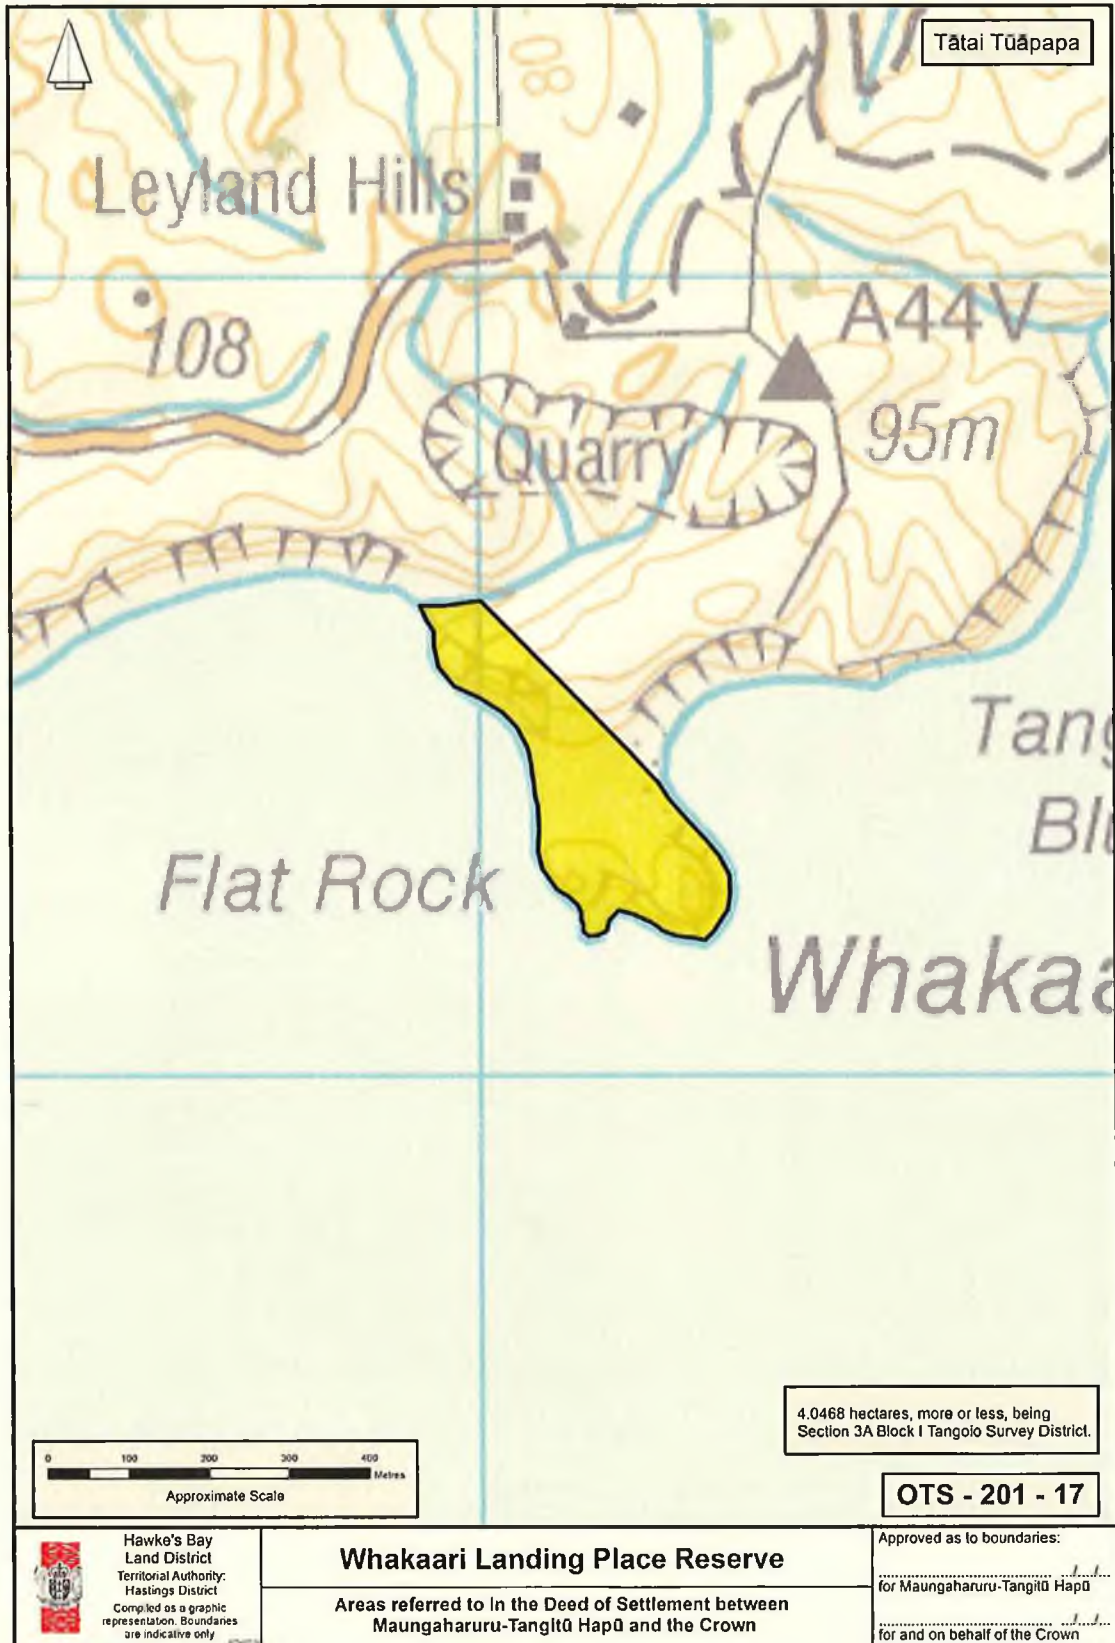 Tātai Tūāpapa
80
Leyland Hills
108
A44V
95m
Quarry
Tang
Blu
Flat Rock
Whakaa
4.0468 hectares, more or less, being
Section 3A Block I Tangoio Survey District.
0 100 200 300 400
Metres
Approximate Scale
OTS - 201 - 17
Hawke's Bay
Land District
Territorial Authority:
Hastings District
Compiled as a graphic
representation. Boundaries
are indicative only
Whakaari Landing Place Reserve
Areas referred to in the Deed of Settlement between
Maungaharuru-Tangitū Hapū and the Crown
Approved as to boundaries:
for Maungaharuru-Tangitū Hapū
for and on behalf of the Crown